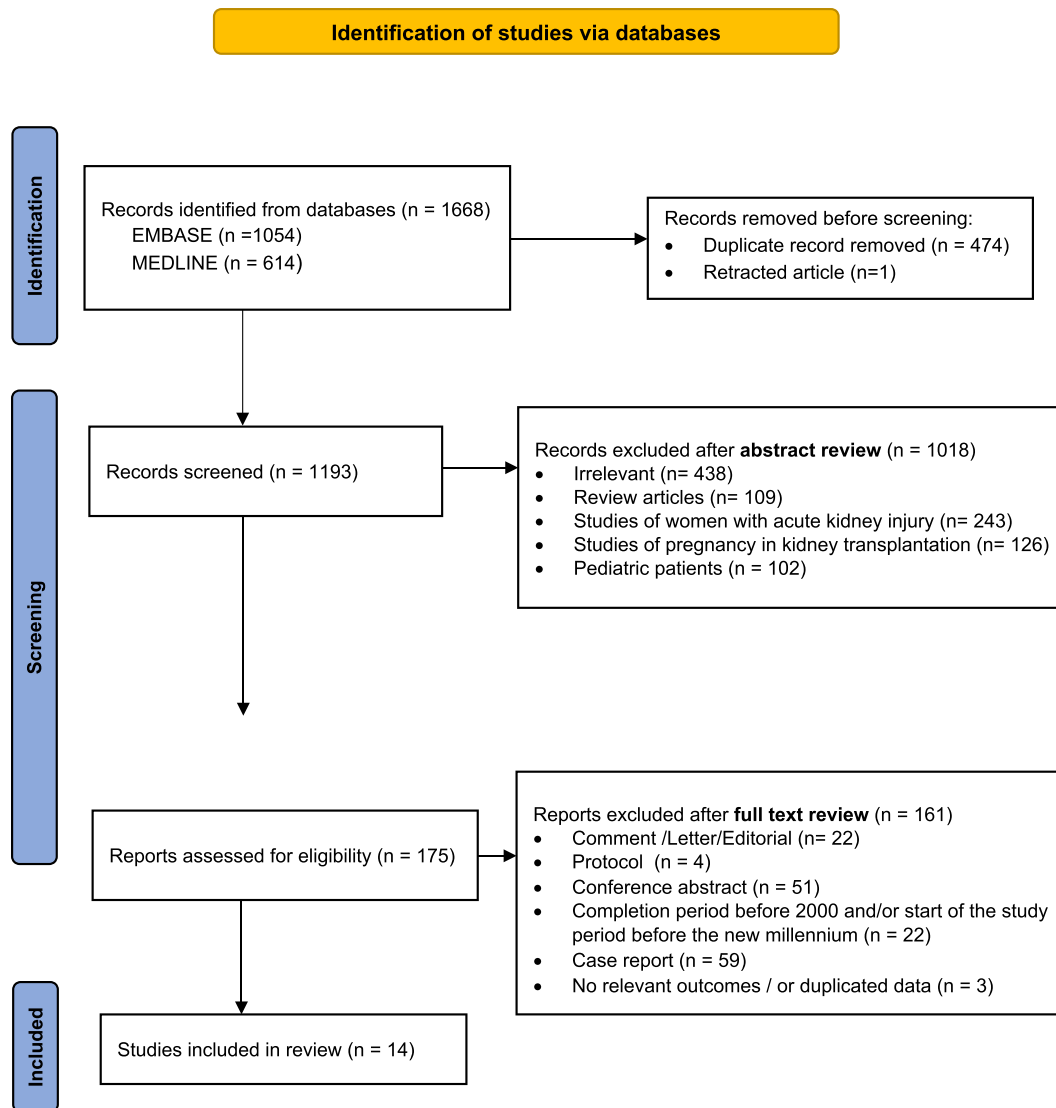 Identification of studies via databases
Identification
Records identified from databases (n = 1668)
EMBASE (n =1054)
MEDLINE (n = 614)
Records removed before screening:
• Duplicate record removed (n = 474)
• Retracted article (n=1)
Screening
Records screened (n = 1193)
Records excluded after abstract review (n = 1018)
• Irrelevant (n= 438)
• Review articles (n= 109)
• Studies of women with acute kidney injury (n= 243)
• Studies of pregnancy in kidney transplantation (n= 126)
• Pediatric patients (n = 102)
Reports assessed for eligibility (n = 175)
Reports excluded after full text review (n = 161)
• Comment /Letter/Editorial (n= 22)
• Protocol (n = 4)
• Conference abstract (n = 51)
• Completion period before 2000 and/or start of the study
period before the new millennium (n = 22)
• Case report (n = 59)
• No relevant outcomes / or duplicated data (n = 3)
Included
Studies included in review (n = 14)